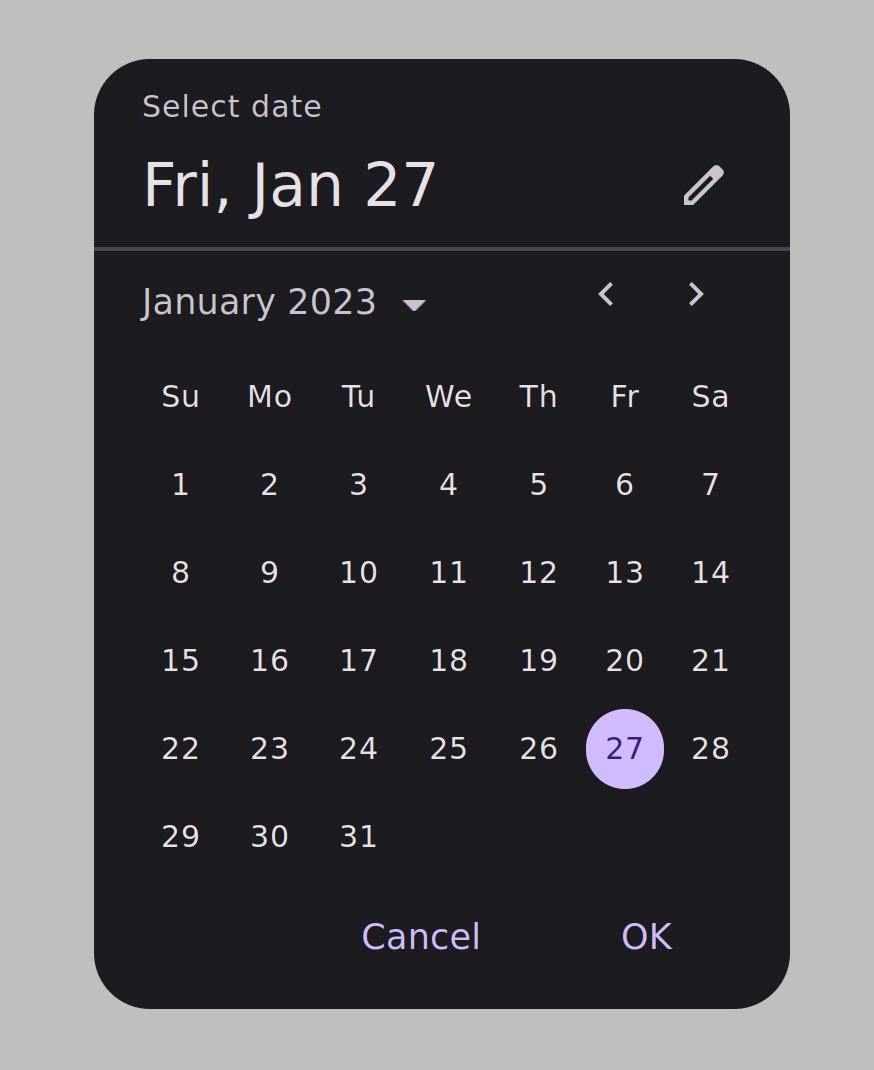 Select date
Fri, Jan 27
January 2023
Su Mo Tu We Th Fr Sa
1 2 3 4 5 6 7
8 9 10 11 12 13 14
15 16 17 18 19 20 21
22 23 24 25 26 27 28
29 30 31
Cancel OK